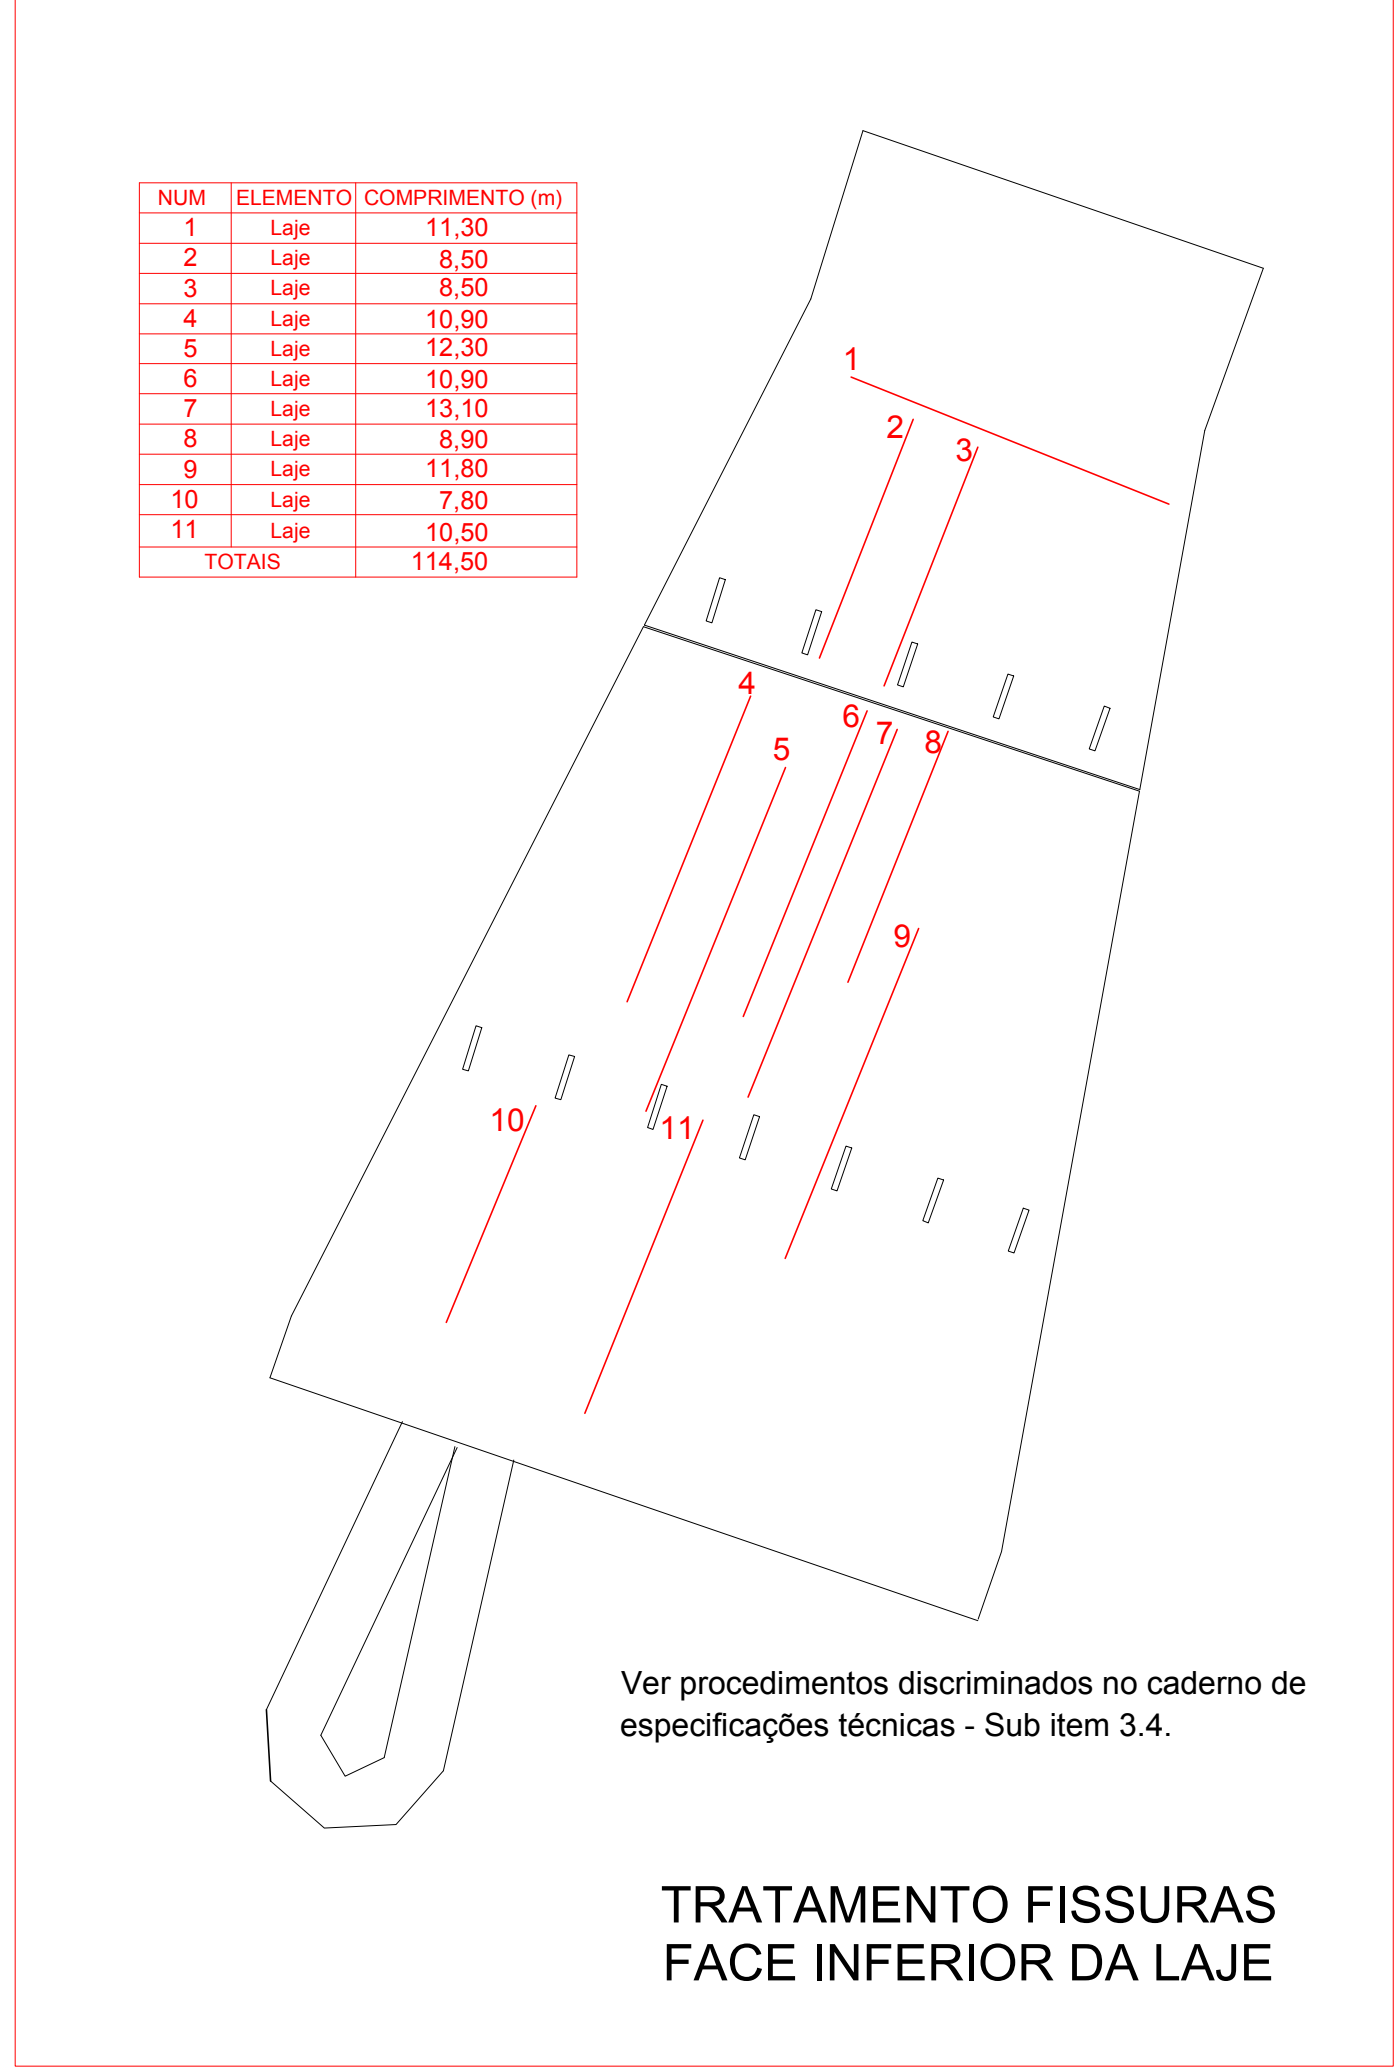 NUM ELEMENTO COMPRIMENTO (m)
1 Laje 11,30
2 Laje 8,50
3 Laje 8,50
4 Laje 10,90
5 Laje 12,30
6 Laje 10,90
7 Laje 13,10
8 Laje 8,90
9 Laje 11,80
10 Laje 7,80
11 Laje 10,50
TOTAIS 114,50
1
2
3
4
5
6
7
8
9
10
11
Ver procedimentos discriminados no caderno de
especificações técnicas - Sub item 3.4.
TRATAMENTO FISSURAS
FACE INFERIOR DA LAJE